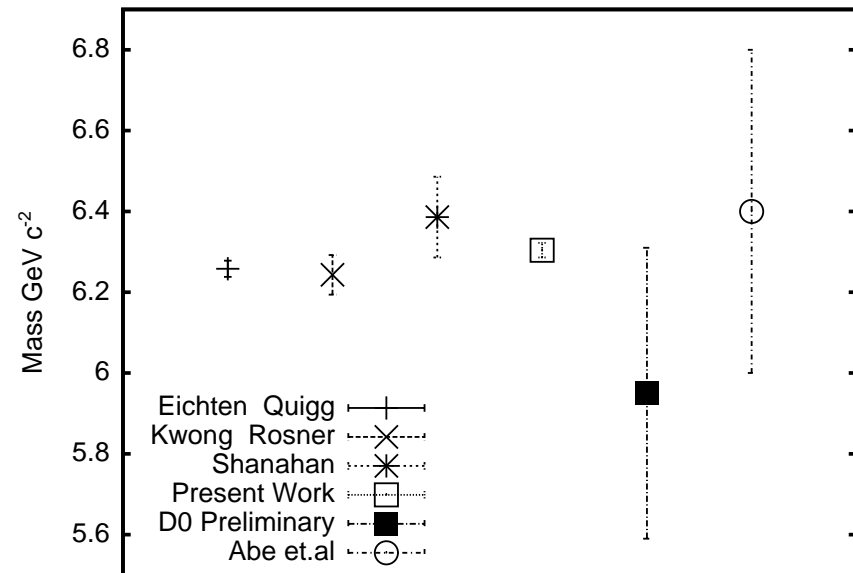 6.8
6.6
6.4
6.2
6
5.8
5.6
Mass GeV c-2
Eichten Quigg
Kwong Rosner
Shanahan
Present Work
D0 Preliminary
Abe et.al